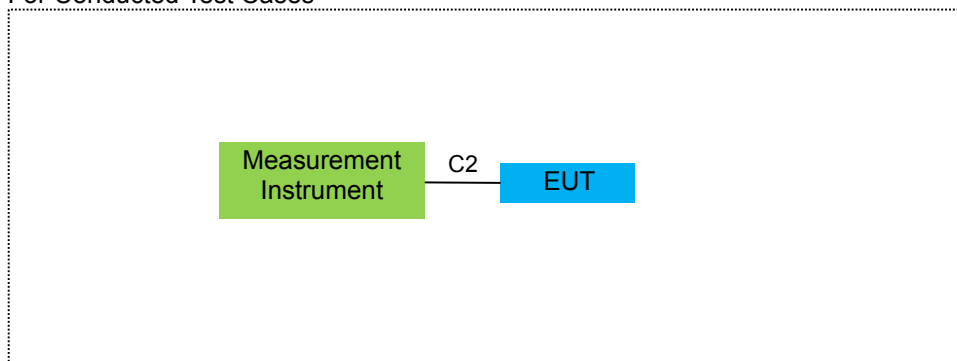 For Conducted Test Cases
Measurement
Instrument
C2
EUT